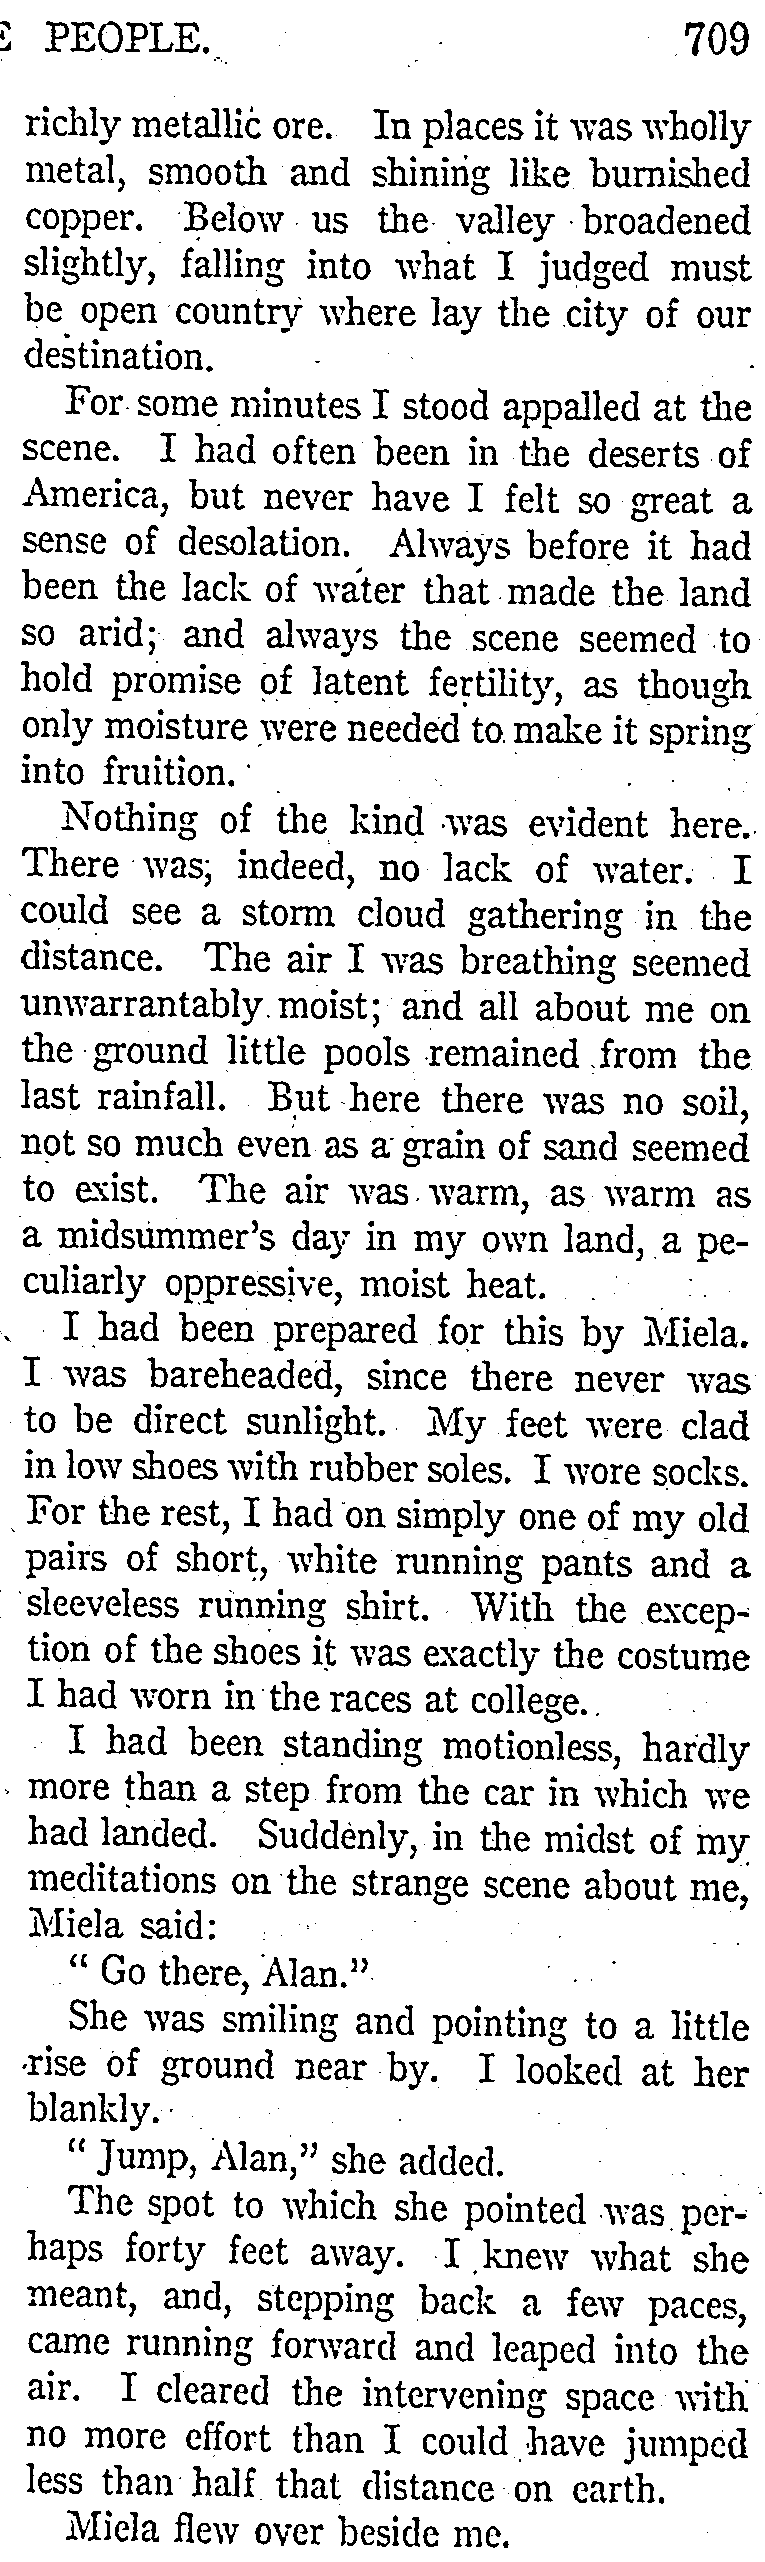 PEOPLE. 709
richly metallic ore. In places it was wholly
metal, smooth and shining like burnished
copper. Below us the valley broadened
slightly, falling into what I judged must
be open country where lay the city of our
destination.
For some minutes I stood appalled at the
scene. I had often been in the deserts of
America, but never have I felt so great a
sense of desolation. Always before it had
been the lack of water that made the land
so arid; and always the scene seemed to
hold promise of latent fertility, as though
only moisture were needed to make it spring
into fruition.
Nothing of the kind was evident here.
There was, indeed, no lack of water. I
could see a storm cloud gathering in the
distance. The air I was breathing seemed
unwarrantably moist; and all about me on
the ground little pools remained from the
last rainfall. But here there was no soil,
not so much even as a grain of sand seemed
to exist. The air was warm, as warm as
a midsummer's day in my own land, a pe-
culiarly oppressive, moist heat.
I had been prepared for this by Miela.
I was bareheaded, since there never was
to be direct sunlight. My feet were clad
in low shoes with rubber soles. I wore socks.
For the rest, I had on simply one of my old
pairs of short, white running pants and a
sleeveless running shirt. With the excep-
tion of the shoes it was exactly the costume
I had worn in the races at college.
I had been standing motionless, hardly
more than a step from the car in which we
had landed. Suddenly, in the midst of my
meditations on the strange scene about me,
Miela said:
" Go there, Alan."
She was smiling and pointing to a little
rise of ground near by. I looked at her
blankly.
" Jump, Alan," she added.
The spot to which she pointed was per-
haps forty feet away. I knew what she
meant, and, stepping back a few paces,
came running forward and leaped into the
air. I cleared the intervening space with
no more effort than I could have jumped
less than half that distance on earth.
Miela flew over beside me.